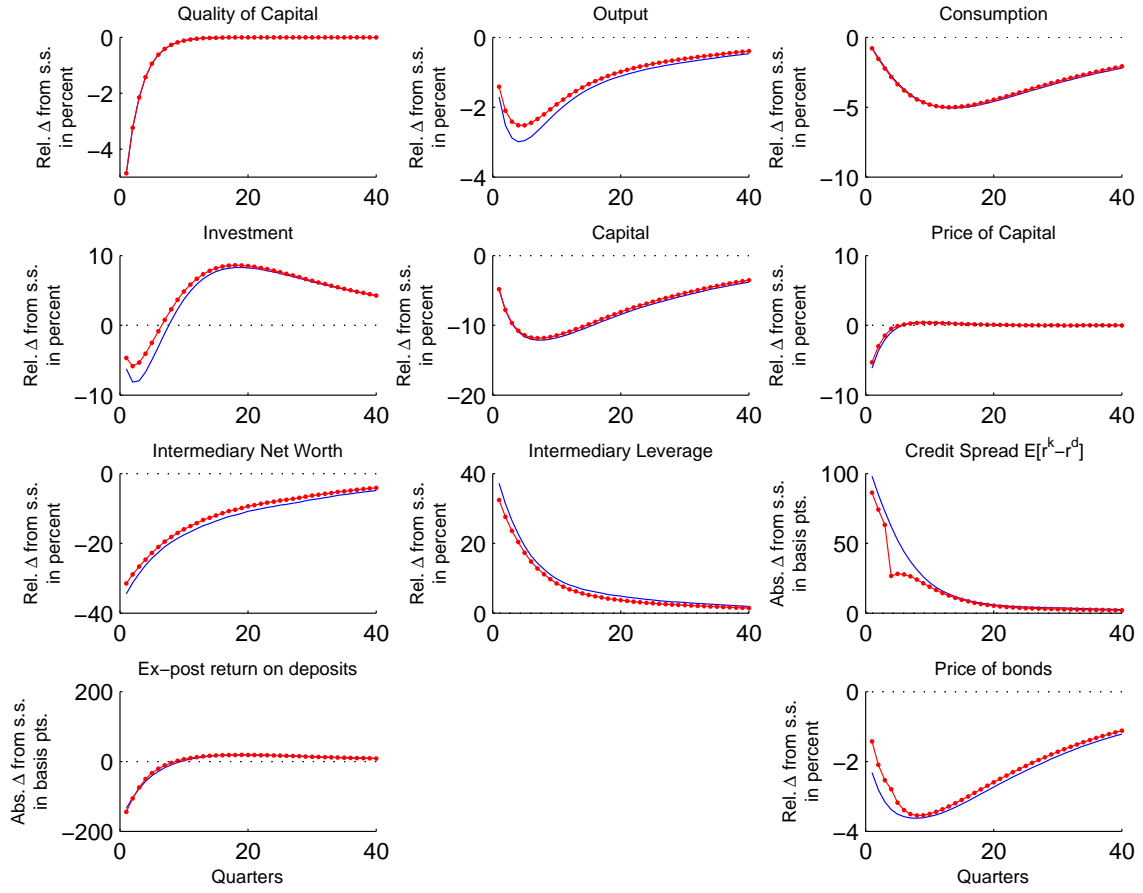 Quality of Capital
Rel. Δ from s.s.
in percent
0
−2
−4
0
20
40
Output
Rel. Δ from s.s.
in percent
0
−2
−4
0
20
40
Consumption
Rel. Δ from s.s.
in percent
0
−5
−10
0
20
40
Investment
Rel. Δ from s.s.
in percent
10
0
−10
0
20
40
Capital
Rel. Δ from s.s.
in percent
0
−10
−20
0
20
40
Price of Capital
Rel. Δ from s.s.
in percent
10
0
−10
0
20
40
Intermediary Net Worth
Rel. Δ from s.s.
in percent
0
−20
−40
0
20
40
Intermediary Leverage
Rel. Δ from s.s.
in percent
40
20
0
0
20
40
Credit Spread E[r^k−r^d]
Abs. Δ from s.s.
in basis pts.
100
50
0
0
20
40
Ex−post return on deposits
Abs. Δ from s.s.
in basis pts.
200
0
−200
0
20
40
Quarters
Price of bonds
Rel. Δ from s.s.
in percent
0
−2
−4
0
20
40
Quarters